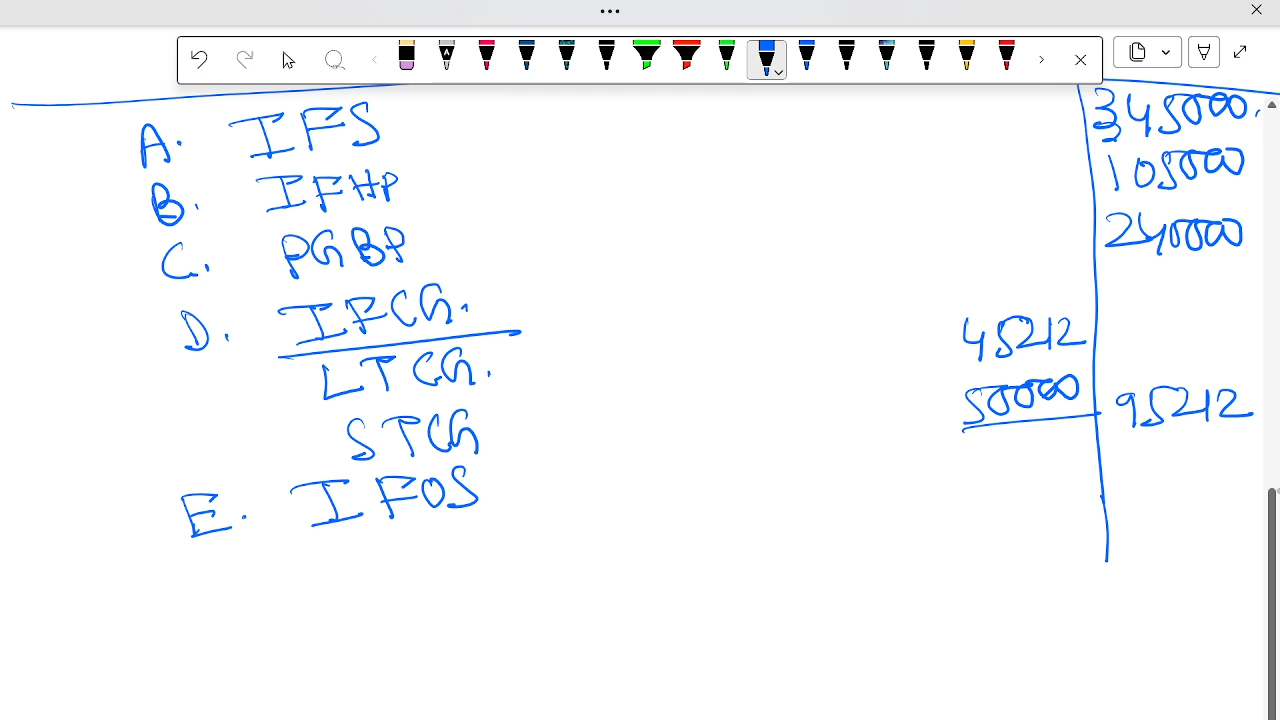 A. IFS 345000.
B. IFHP 105000
C. PGBP 240000
D. IFCG.
LTCG. 45212
STCG 50000 95212
E. IFOS